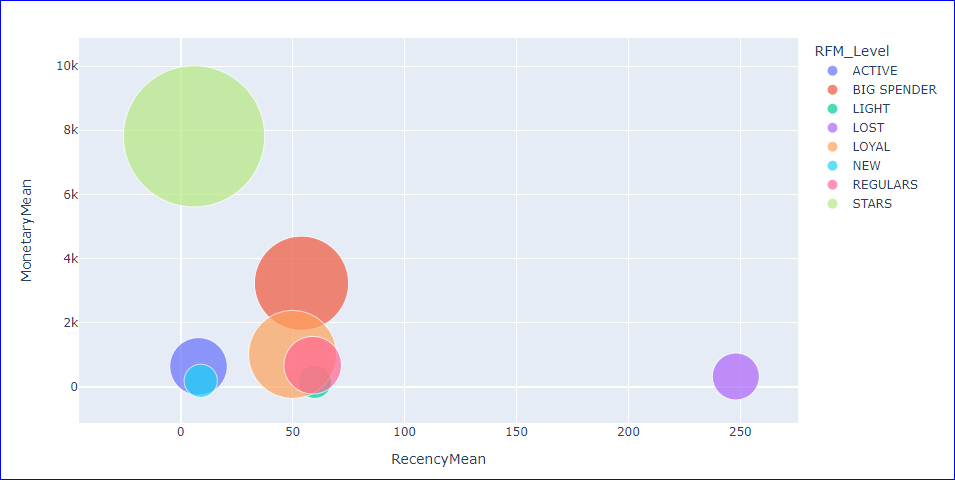 RFM_Level
ACTIVE
BIG SPENDER
LIGHT
LOST
LOYAL
NEW
REGULARS
STARS
MonetaryMean
10k
8k
6k
4k
2k
0
0
50
100
150
200
250
RecencyMean